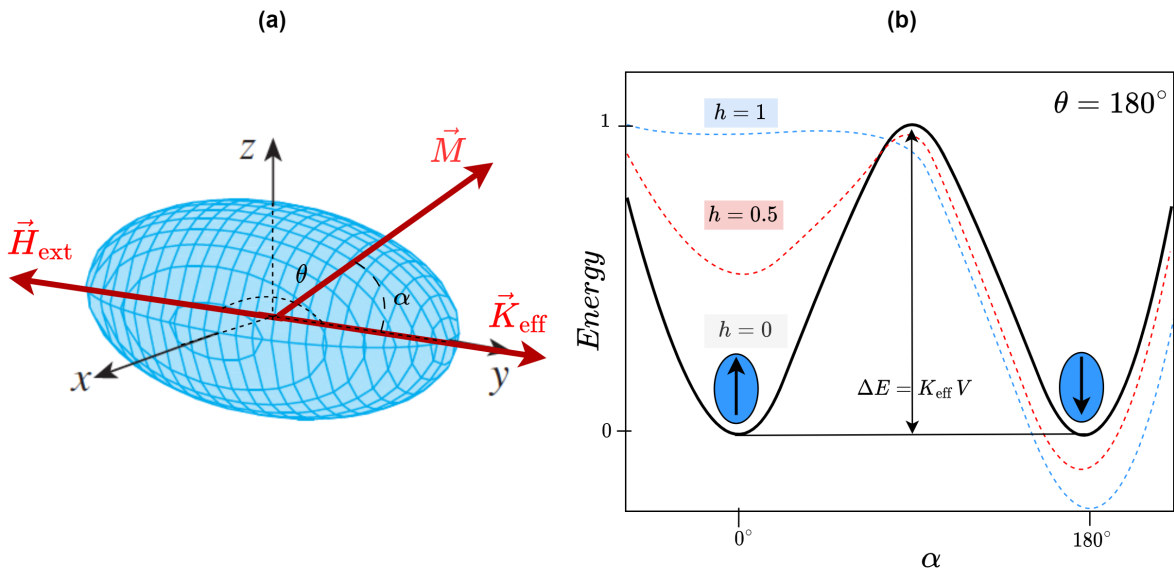 (a)
(b)
z
M⃗
H⃗ext
θ
α
K⃗eff
x
y
θ = 180°
h = 1
1
h = 0.5
h = 0
ΔE = Keff V
0
Energy
0°
180°
α